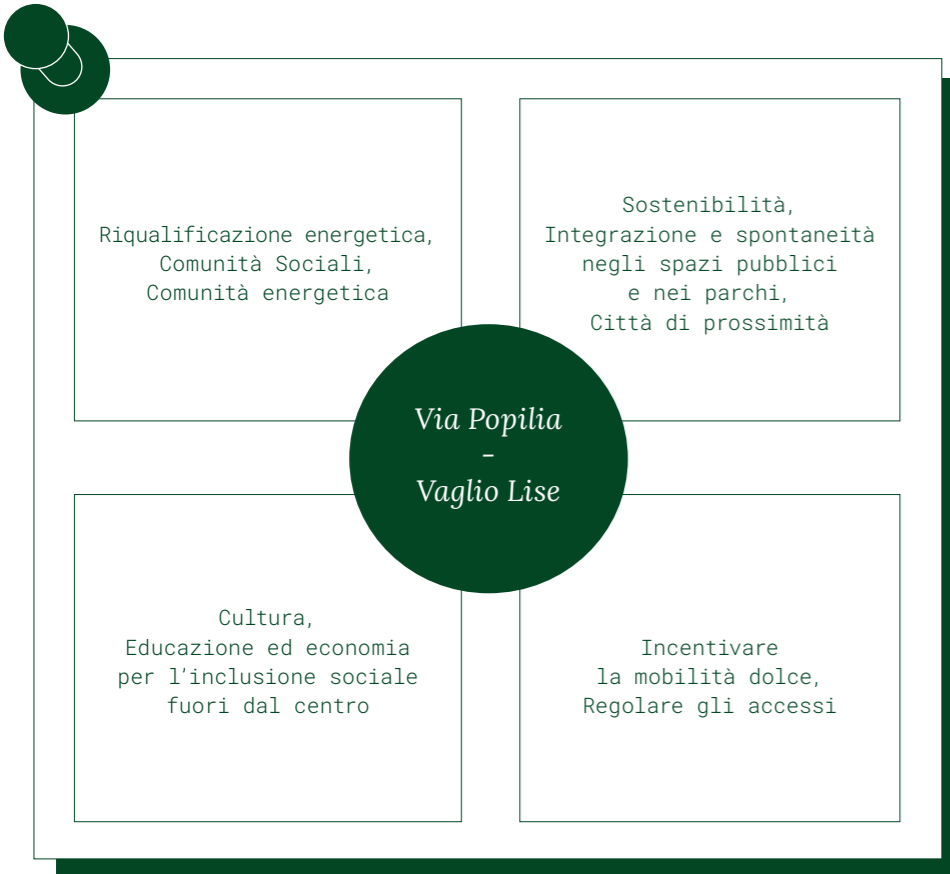 Riqualificazione energetica,
Comunità Sociali,
Comunità energetica
Sostenibilità,
Integrazione e spontaneità
negli spazi pubblici
e nei parchi,
Città di prossimità
Via Popilia
–
Vaglio Lise
Cultura,
Educazione ed economia
per l’inclusione sociale
fuori dal centro
Incentivare
la mobilità dolce,
Regolare gli accessi